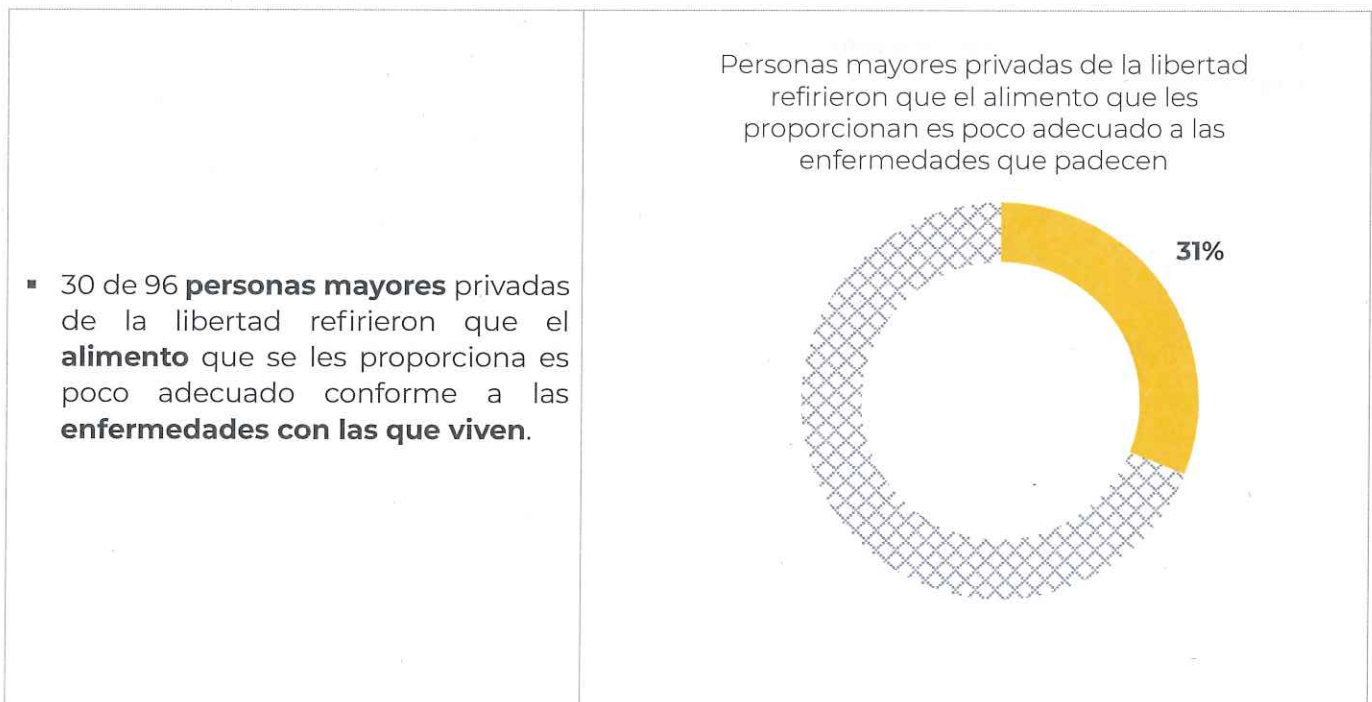 ▪ 30 de 96 personas mayores privadas
de la libertad refirieron que el
alimento que se les proporciona es
poco adecuado conforme a las
enfermedades con las que viven.
Personas mayores privadas de la libertad
refirieron que el alimento que les
proporcionan es poco adecuado a las
enfermedades que padecen
31%